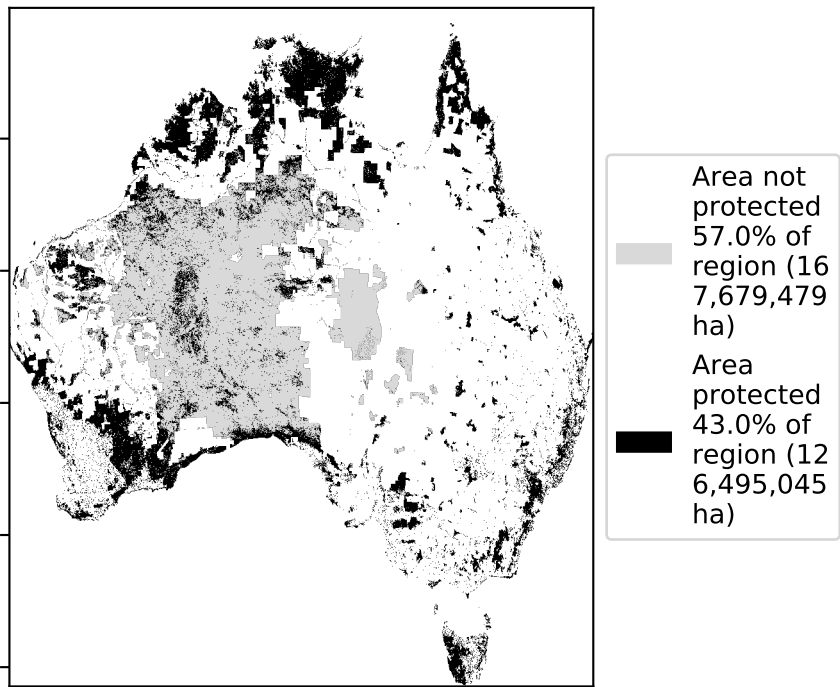 Area not
protected
57.0% of
region (16
7,679,479
ha)
Area
protected
43.0% of
region (12
6,495,045
ha)